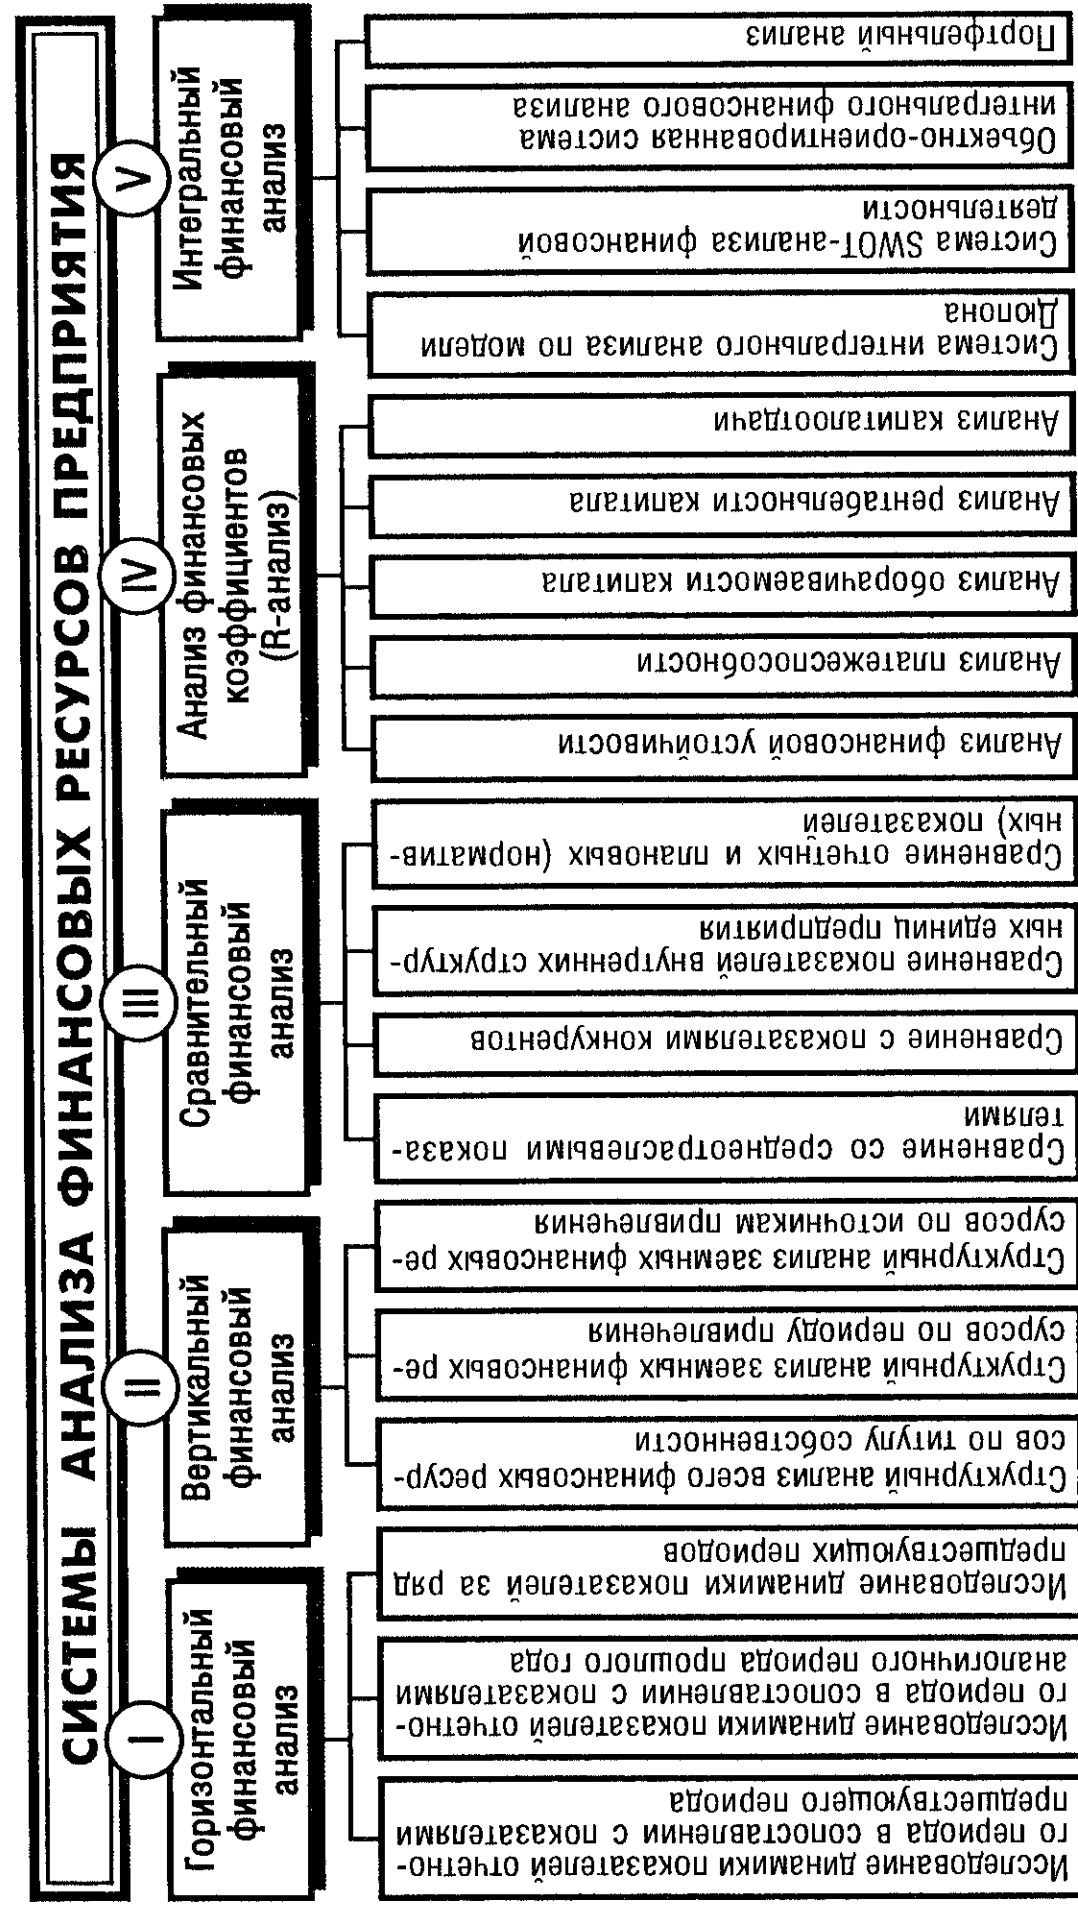 СИСТЕМЫ АНАЛИЗА ФИНАНСОВЫХ РЕСУРСОВ ПРЕДПРИЯТИЯ
I
Горизонтальный
финансовый
анализ
Исследование динамики показателей отчетно-
го периода в сопоставлении с показателями
предшествующего периода
Исследование динамики показателей отчетно-
го периода в сопоставлении с показателями
аналогичного периода прошлого года
Исследование динамики показателей за ряд
предшествующих периодов
II
Вертикальный
финансовый
анализ
Структурный анализ всего финансовых ресур-
сов по титулу собственности
Структурный анализ заемных финансовых ре-
сурсов по периоду привлечения
Структурный анализ заемных финансовых ре-
сурсов по источникам привлечения
III
Сравнительный
финансовый
анализ
Сравнение со среднеотраслевыми показа-
телями
Сравнение с показателями конкурентов
Сравнение показателей внутренних структур-
ных единиц предприятия
Сравнение отчетных и плановых (норматив-
ных) показателей
IV
Анализ финансовых
коэффициентов
(R-анализ)
Анализ финансовой устойчивости
Анализ платежеспособности
Анализ оборачиваемости капитала
Анализ рентабельности капитала
Анализ капиталоотдачи
V
Интегральный
финансовый
анализ
Система интегрального анализа по модели
Дюпона
Система SWOT-анализа финансовой
деятельности
Объектно-ориентированная система
интегрального финансового анализа
Портфельный анализ